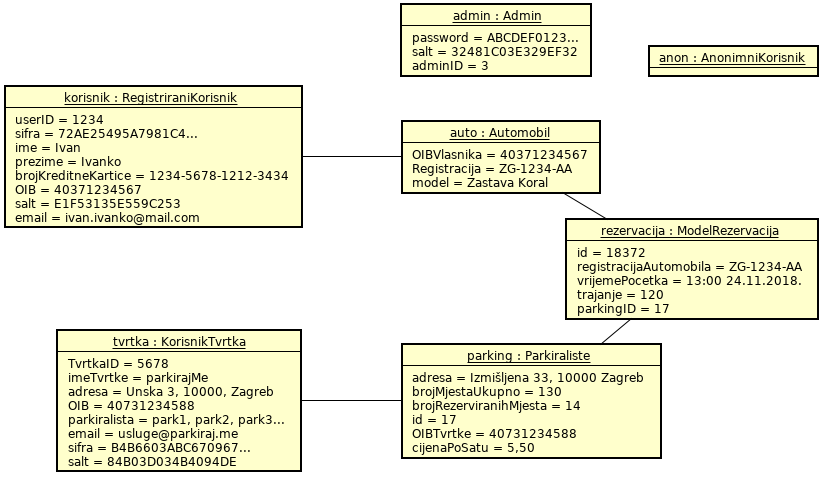 admin : Admin
password = ABCDEF0123...
salt = 32481C03E329EF32
adminID = 3
anon : AnonimniKorisnik
korisnik : RegistriraniKorisnik
userID = 1234
sifra = 72AE25495A7981C4...
ime = Ivan
prezime = Ivanko
brojKreditneKartice = 1234-5678-1212-3434
OIB = 40371234567
salt = E1F53135E559C253
email = ivan.ivanko@mail.com
auto : Automobil
OIBVlasnika = 40371234567
Registracija = ZG-1234-AA
model = Zastava Koral
rezervacija : ModelRezervacija
id = 18372
registracijaAutomobila = ZG-1234-AA
vrijemePocetka = 13:00 24.11.2018.
trajanje = 120
parkingID = 17
tvrtka : KorisnikTvrtka
TvrtkaID = 5678
imeTvrtke = parkirajMe
adresa = Unska 3, 10000, Zagreb
OIB = 40731234588
parkiralista = park1, park2, park3...
email = usluge@parkiraj.me
sifra = B4B6603ABC670967...
salt = 84B03D034B4094DE
parking : Parkiraliste
adresa = Izmišljena 33, 10000 Zagreb
brojMjestaUkupno = 130
brojRezerviranihMjesta = 14
id = 17
OIBTvrtke = 40731234588
cijenaPoSatu = 5,50